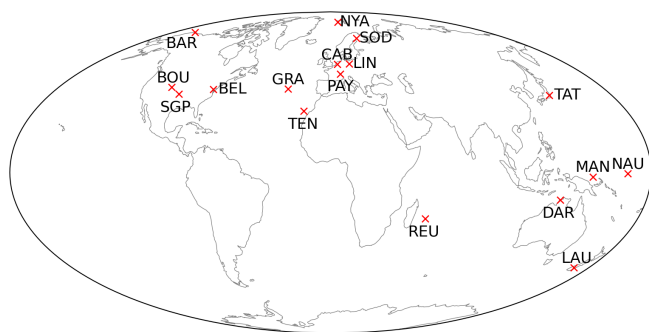 NYA
BAR
SOD
CAB
LIN
BOU
GRA
PAY
BEL
SGP
TAT
TEN
MAN
NAU
DAR
REU
LAU